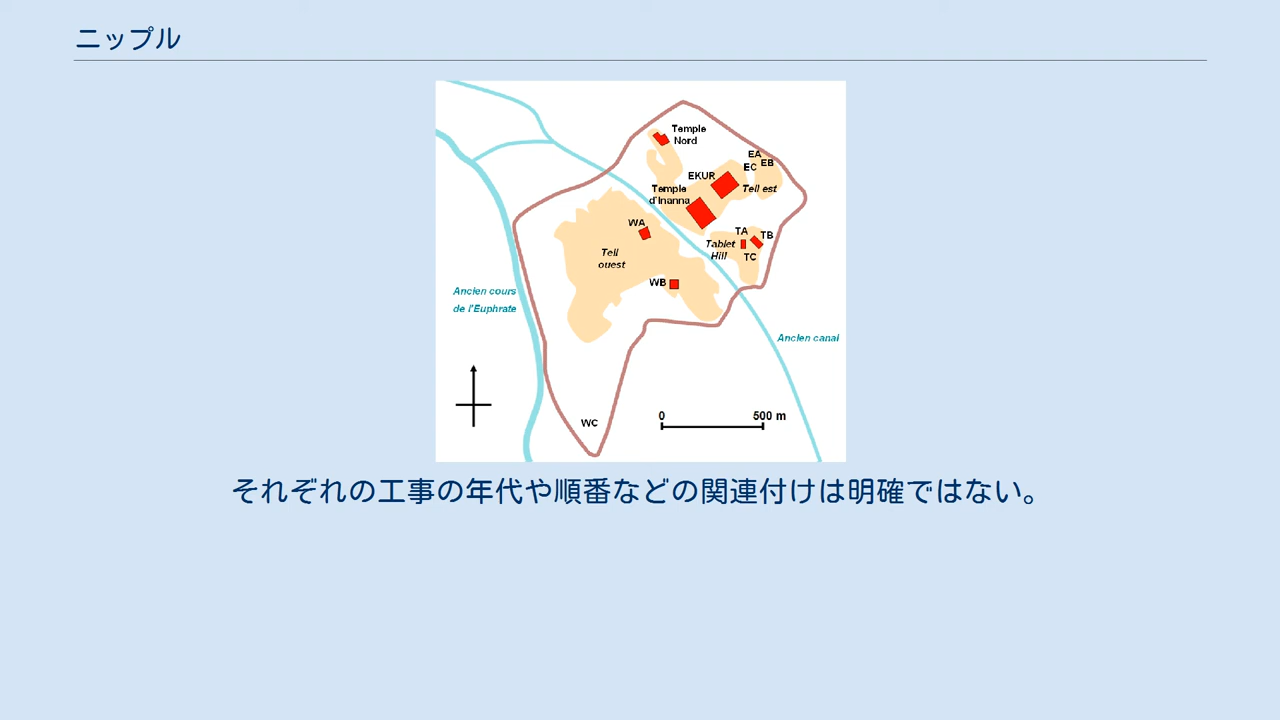 ニップル
Temple
Nord
EA
EB
EC
EKUR
Tell est
Temple
d'Inanna
WA
TA
TB
Tablet
Hill
TC
Tell
ouest
WB
Ancien cours
de l'Euphrate
Ancien canal
0 500 m
WC
それぞれの工事の年代や順番などの関連付けは明確ではない。